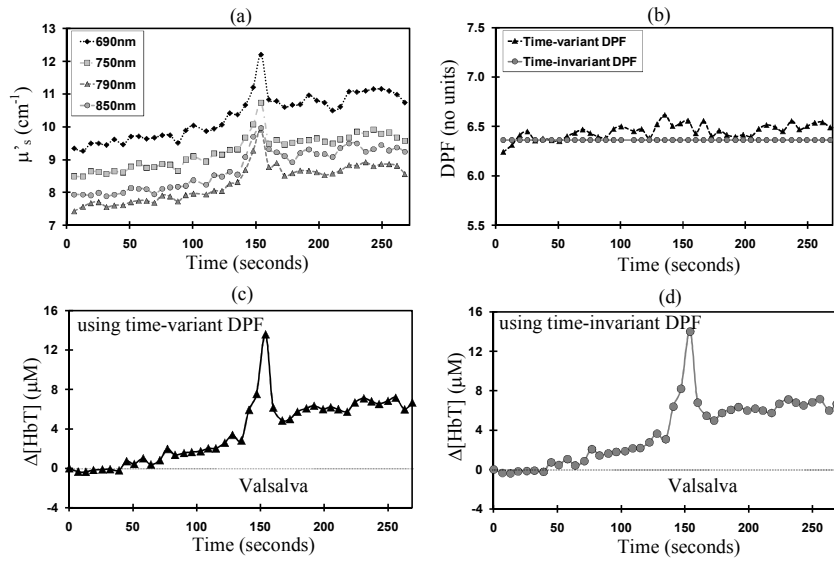 (a)
13
12
11
10
9
8
7
690nm
750nm
790nm
850nm
μ's (cm-1)
0 50 100 150 200 250
Time (seconds)
(b)
7.5
7.0
6.5
6.0
5.5
Time-variant DPF
Time-invariant DPF
DPF (no units)
0 50 100 150 200 250
Time (seconds)
(c)
using time-variant DPF
16
12
8
4
0
-4
Δ[HbT] (μM)
Valsalva
0 50 100 150 200 250
Time (seconds)
(d)
using time-invariant DPF
16
12
8
4
0
-4
Δ[HbT] (μM)
Valsalva
0 50 100 150 200 250
Time (seconds)